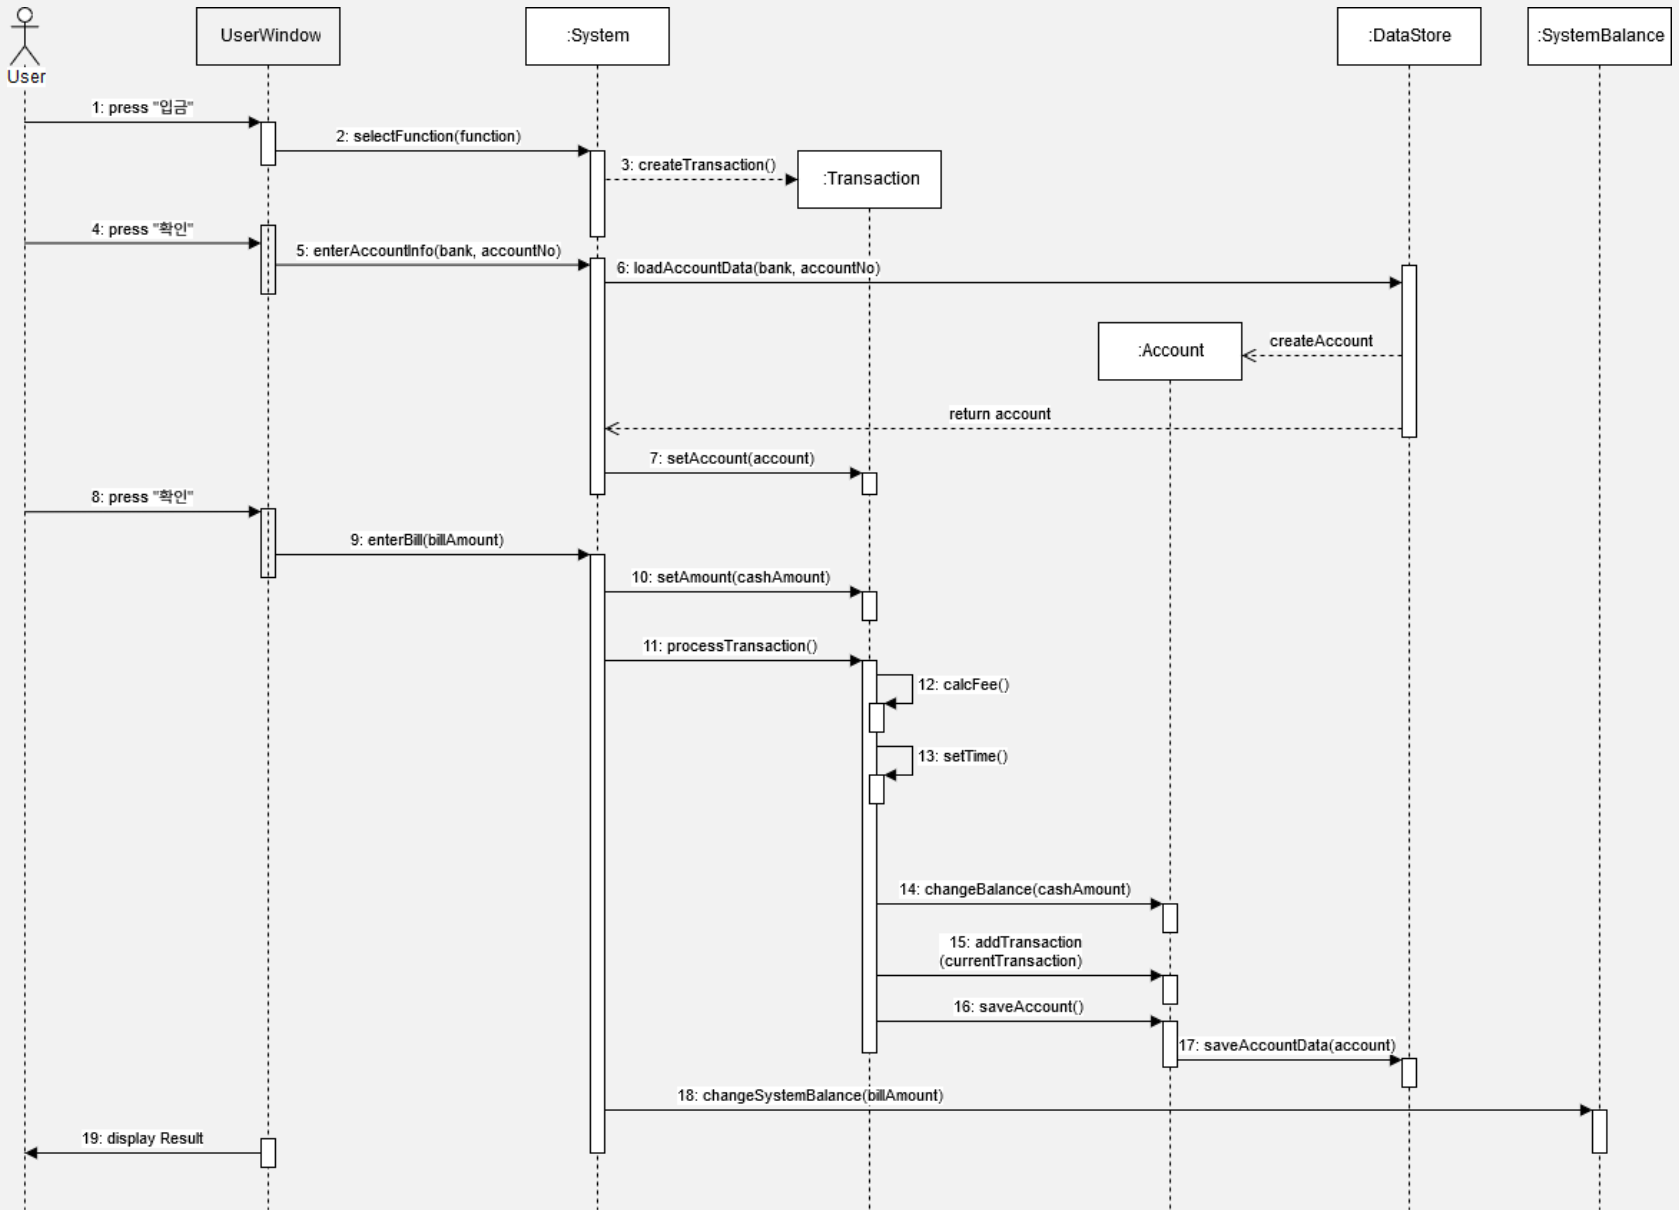 User
UserWindow
:System
:DataStore
:SystemBalance
1: press "입금"
2: selectFunction(function)
3: createTransaction()
:Transaction
4: press "확인"
5: enterAccountInfo(bank, accountNo)
6: loadAccountData(bank, accountNo)
:Account
createAccount
return account
7: setAccount(account)
8: press "확인"
9: enterBill(billAmount)
10: setAmount(cashAmount)
11: processTransaction()
12: calcFee()
13: setTime()
14: changeBalance(cashAmount)
15: addTransaction
(currentTransaction)
16: saveAccount()
17: saveAccountData(account)
18: changeSystemBalance(billAmount)
19: display Result